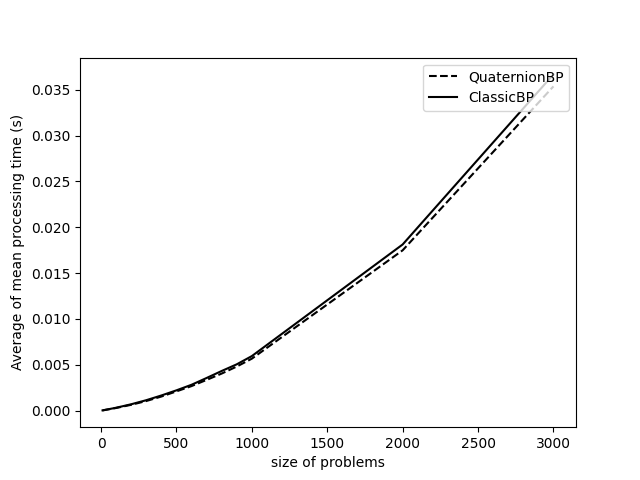 QuaternionBP
ClassicBP
0.035
0.030
0.025
0.020
0.015
0.010
0.005
0.000
Average of mean processing time (s)
0 500 1000 1500 2000 2500 3000
size of problems